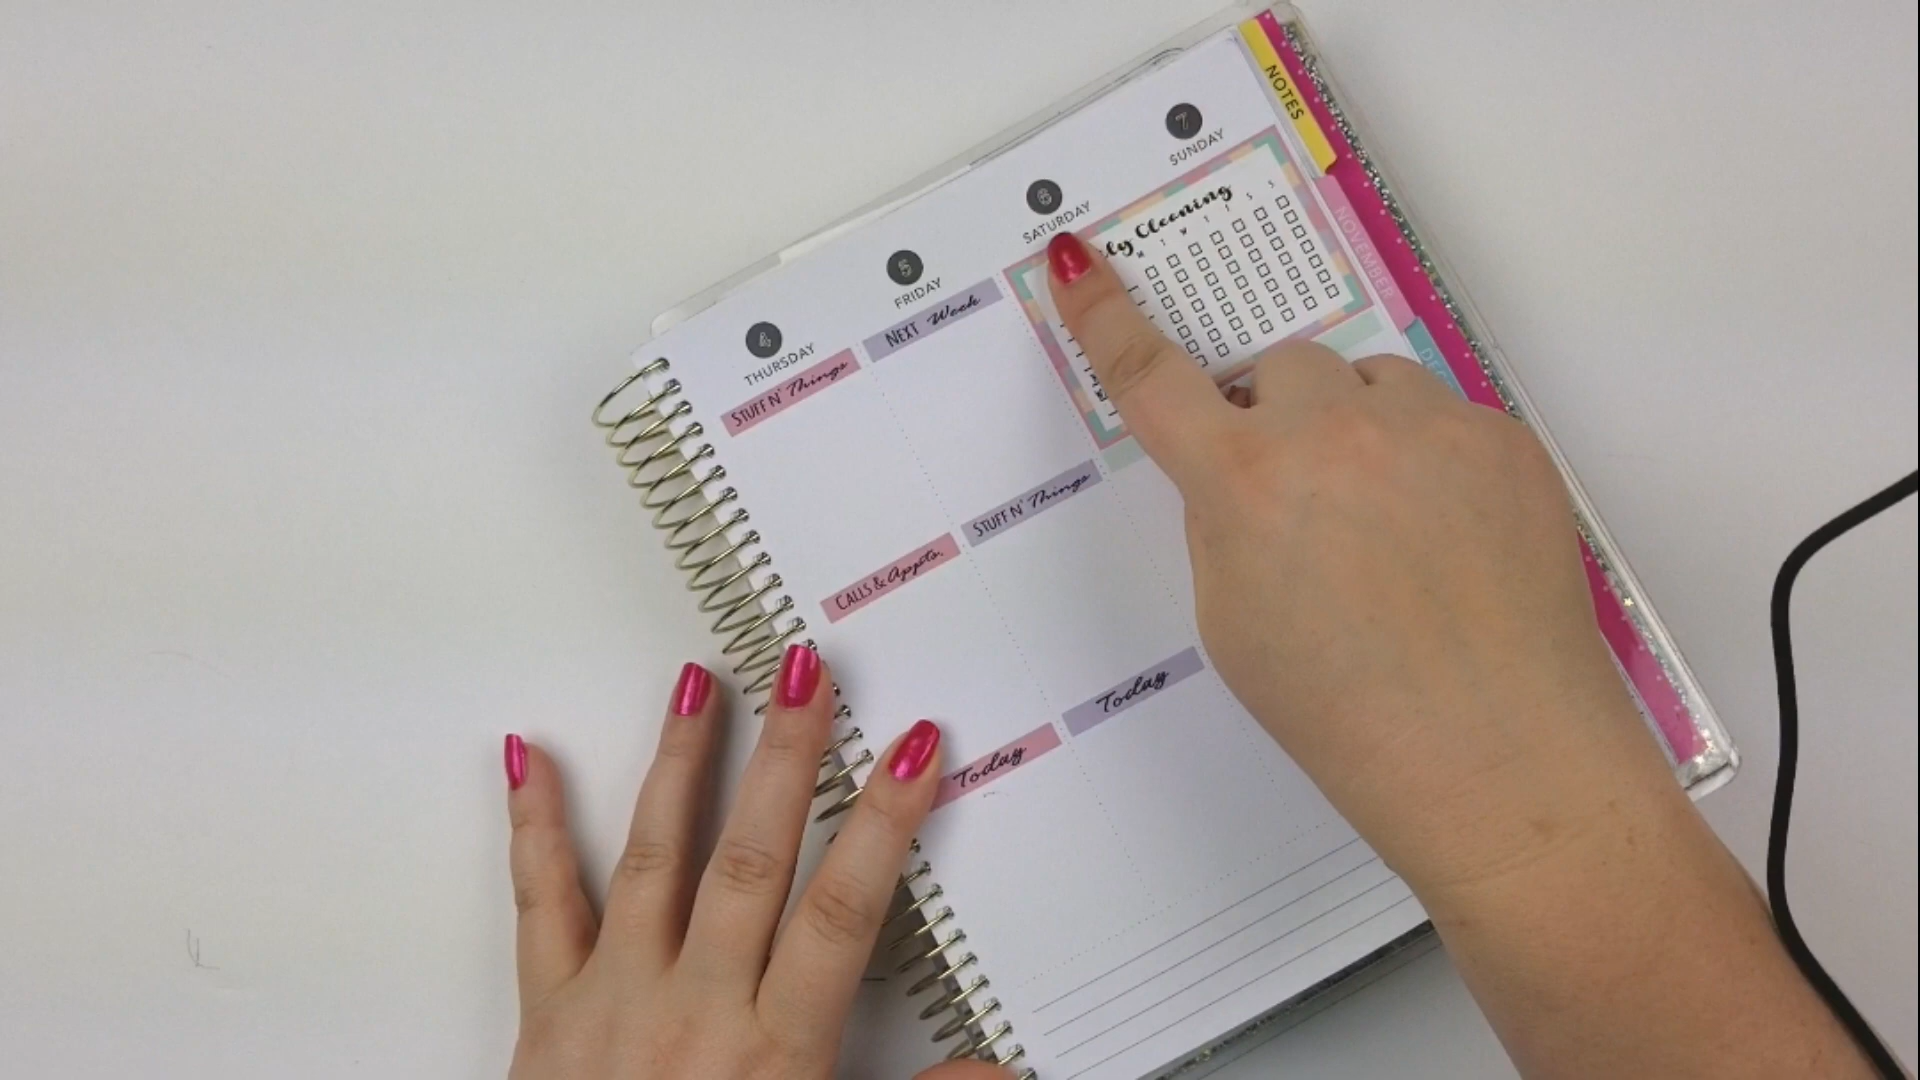 NOTES
NOVEMBER
7
SUNDAY
6
SATURDAY
5
FRIDAY
4
THURSDAY
Cleaning
M T W T F S S
NEXT Week
STUFF N' Things
STUFF N' Things
CALLS & Appts.
Today
Today